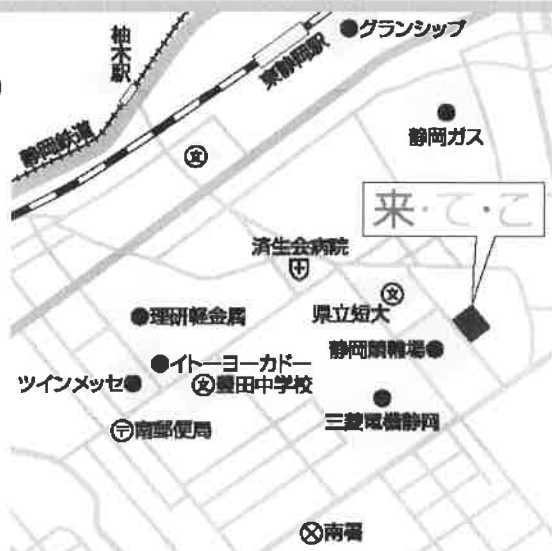 グランシップ
柚木駅
東静岡駅
静岡鉄道
静岡ガス
来・て・こ
済生会病院
県立短大
理研軽金属
静岡競輪場
イトーヨーカドー
ツインメッセ
豊田中学校
三菱電機静岡
南郵便局
南署